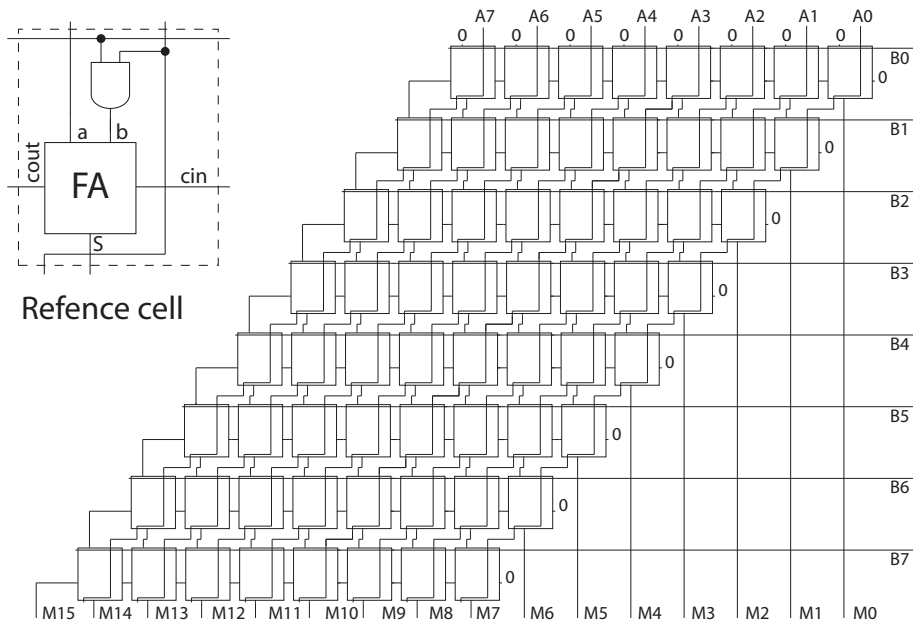 A7 A6 A5 A4 A3 A2 A1 A0
0 0 0 0 0 0 0 0
B0
0
B1
0
B2
0
B3
0
B4
0
B5
0
B6
0
B7
0
M15 M14 M13 M12 M11 M10 M9 M8 M7 M6 M5 M4 M3 M2 M1 M0
a b
cout
FA
cin
S
Refence cell